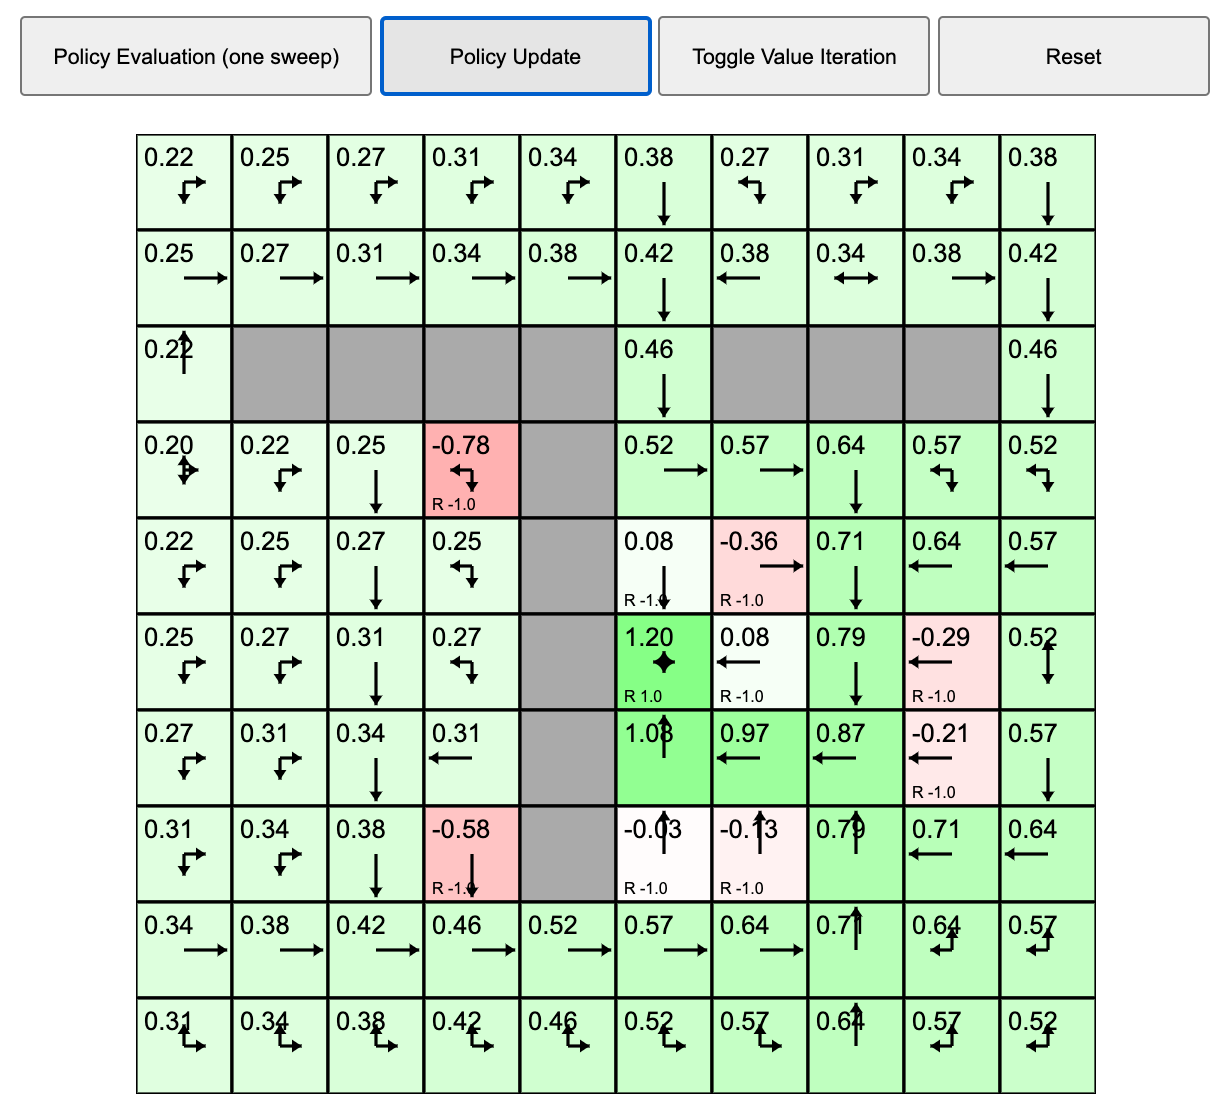 Policy Evaluation (one sweep) Policy Update Toggle Value Iteration Reset
0.22 0.25 0.27 0.31 0.34 0.38 0.27 0.31 0.34 0.38
0.25 0.27 0.31 0.34 0.38 0.42 0.38 0.34 0.38 0.42
0.22 0.46 0.46
0.20 0.22 0.25 -0.78 0.52 0.57 0.64 0.57 0.52
R -1.0
0.22 0.25 0.27 0.25 0.08 -0.36 0.71 0.64 0.57
R -1.0 R -1.0
0.25 0.27 0.31 0.27 1.20 0.08 0.79 -0.29 0.52
R 1.0 R -1.0 R -1.0
0.27 0.31 0.34 0.31 1.08 0.97 0.87 -0.21 0.57
R -1.0
0.31 0.34 0.38 -0.58 -0.03 -0.13 0.79 0.71 0.64
R -1.0 R -1.0 R -1.0
0.34 0.38 0.42 0.46 0.52 0.57 0.64 0.71 0.64 0.57
0.31 0.34 0.38 0.42 0.46 0.52 0.57 0.64 0.57 0.52